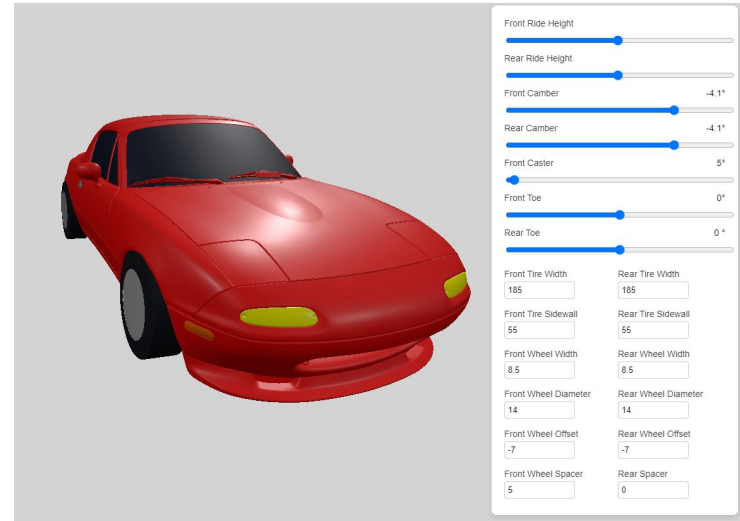 Front Ride Height
Rear Ride Height
Front Camber -4.1°
Rear Camber -4.1°
Front Caster 5°
Front Toe 0°
Rear Toe 0 °
Front Tire Width Rear Tire Width
185 185
Front Tire Sidewall Rear Tire Sidewall
55 55
Front Wheel Width Rear Wheel Width
8.5 8.5
Front Wheel Diameter Rear Wheel Diameter
14 14
Front Wheel Offset Rear Wheel Offset
-7 -7
Front Wheel Spacer Rear Spacer
5 0